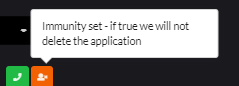 Immunity set - if true we will not
delete the application